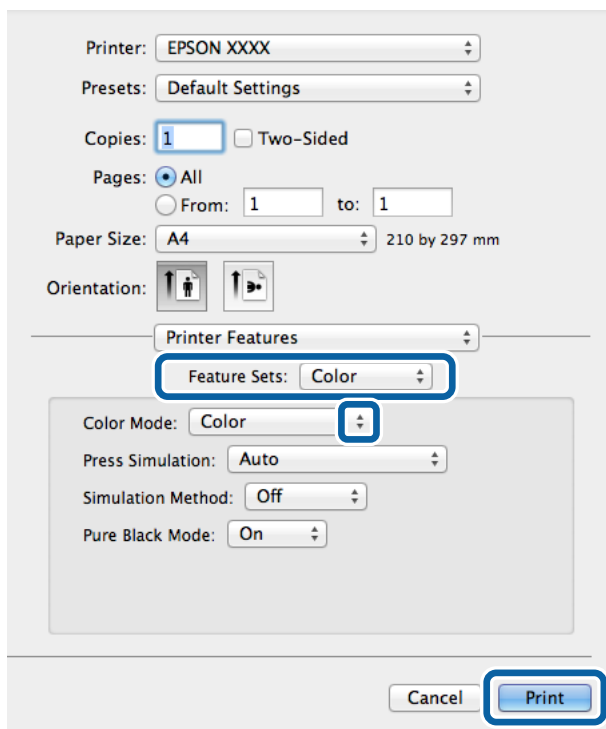 Printer: EPSON XXXX
Presets: Default Settings
Copies: 1 Two-Sided
Pages: All
From: 1 to: 1
Paper Size: A4 210 by 297 mm
Orientation:
Printer Features
Feature Sets: Color
Color Mode: Color
Press Simulation: Auto
Simulation Method: Off
Pure Black Mode: On
Cancel Print